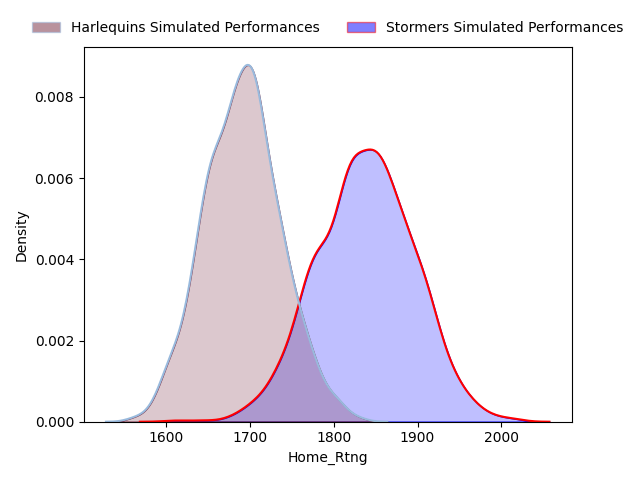 Harlequins Simulated Performances Stormers Simulated Performances
0.008
0.006
0.004
0.002
0.000
Density
1600 1700 1800 1900 2000
Home_Rtng